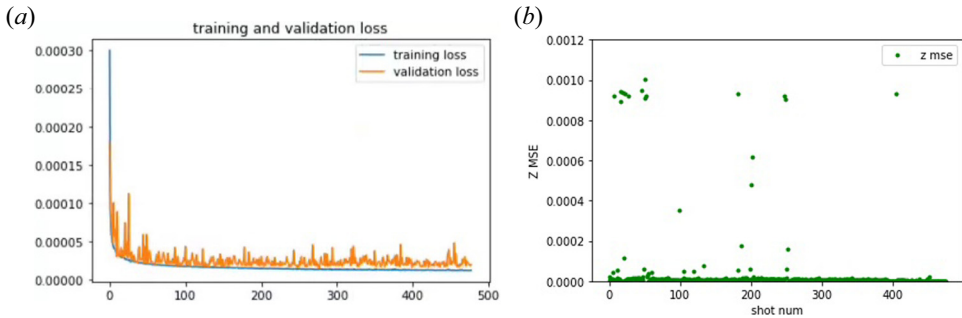 (a)
training and validation loss
training loss
validation loss
0.00030
0.00025
0.00020
0.00015
0.00010
0.00005
0.00000
0 100 200 300 400 500
(b)
z mse
Z MSE
0.0012
0.0010
0.0008
0.0006
0.0004
0.0002
0.0000
0 100 200 300 400
shot num